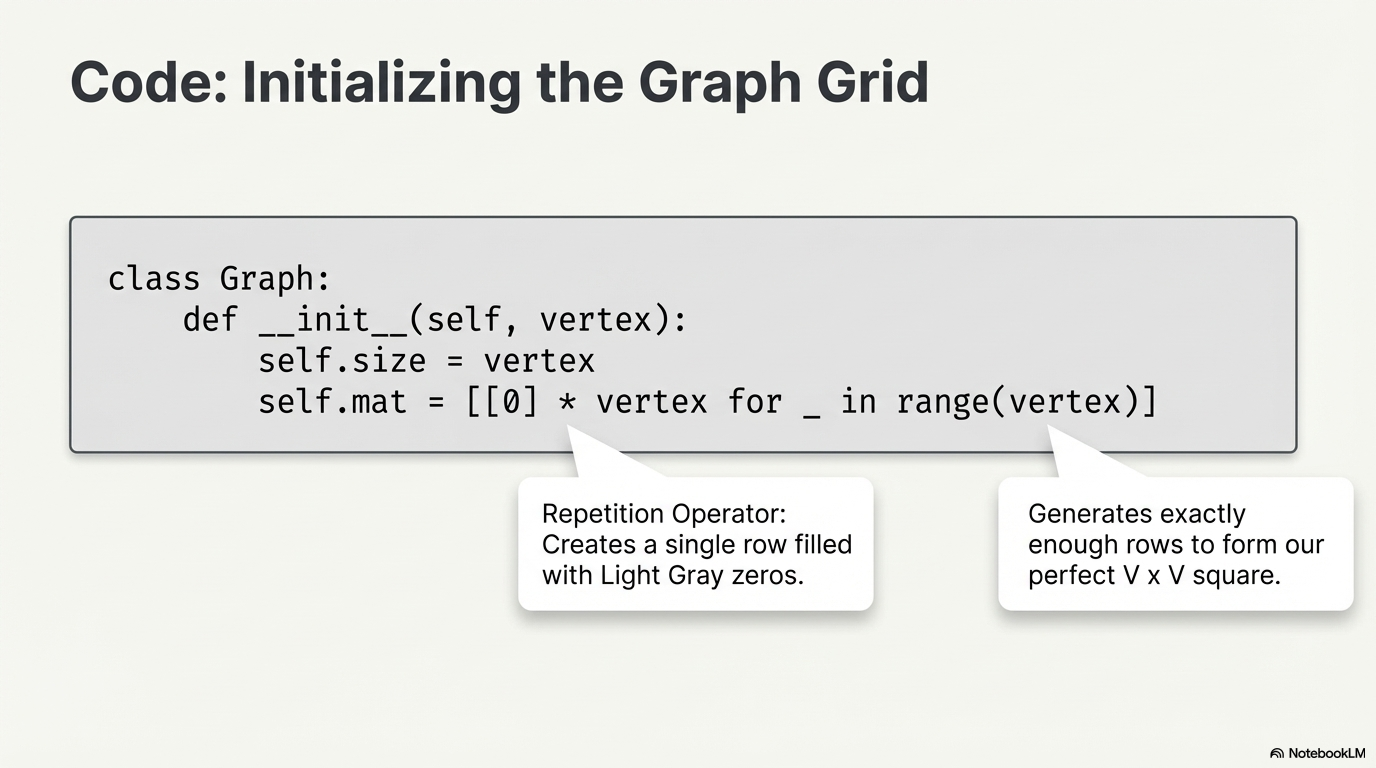 Code: Initializing the Graph Grid
class Graph:
    def __init__(self, vertex):
        self.size = vertex
        self.mat = [[0] * vertex for _ in range(vertex)]
Repetition Operator:
Creates a single row filled
with Light Gray zeros.
Generates exactly
enough rows to form our
perfect V x V square.
NotebookLM